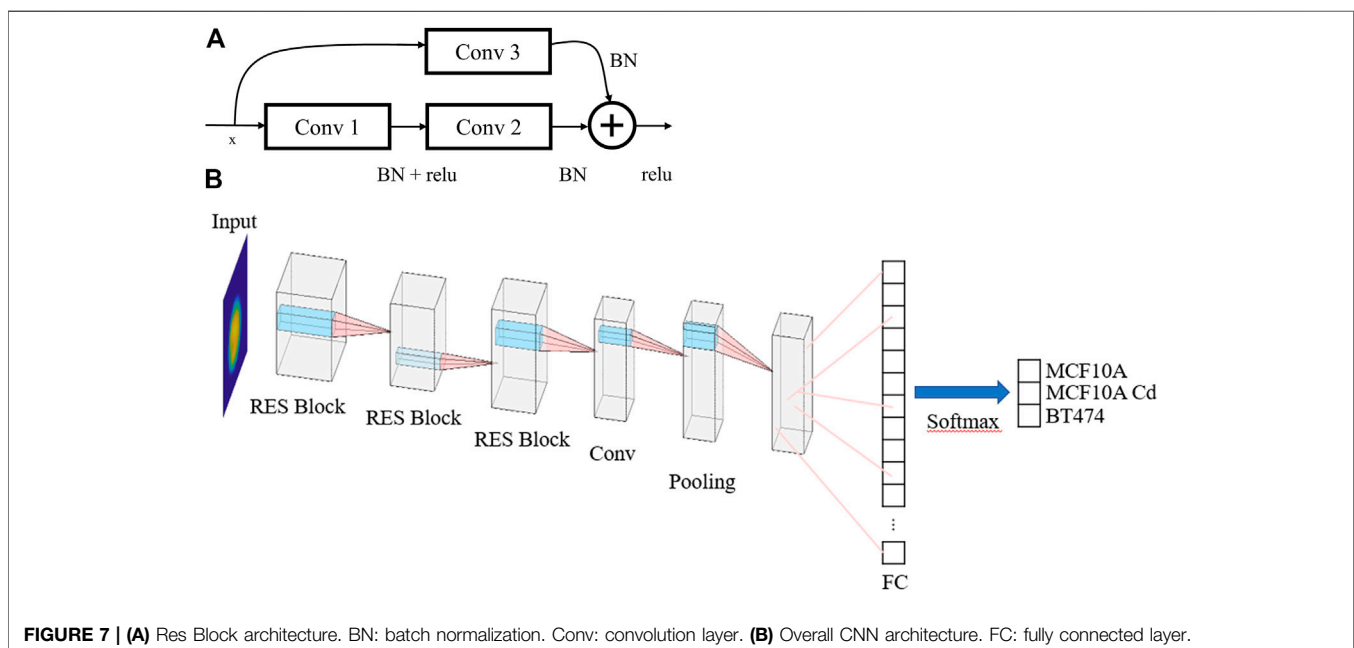 A
Conv 3
BN
Conv 1
Conv 2
+
x
BN + relu
BN
relu
B
Input
RES Block
RES Block
RES Block
Conv
Pooling
⋮
FC
Softmax
MCF10A
MCF10A Cd
BT474
FIGURE 7 | (A) Res Block architecture. BN: batch normalization. Conv: convolution layer. (B) Overall CNN architecture. FC: fully connected layer.